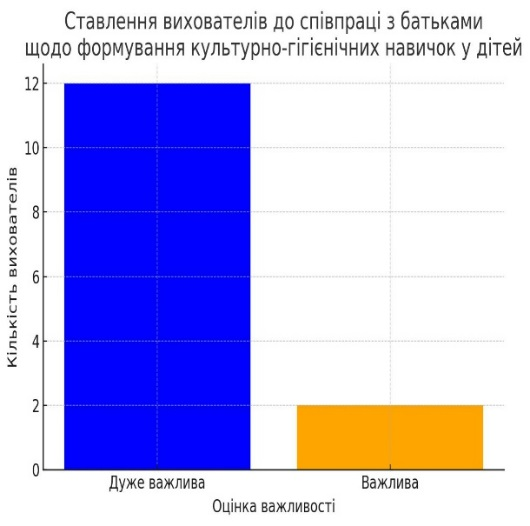 Ставлення вихователів до співпраці з батьками
щодо формування культурно-гігієнічних навичок у дітей
12
10
8
6
4
2
0
Кількість вихователів
Дуже важлива
Важлива
Оцінка важливості